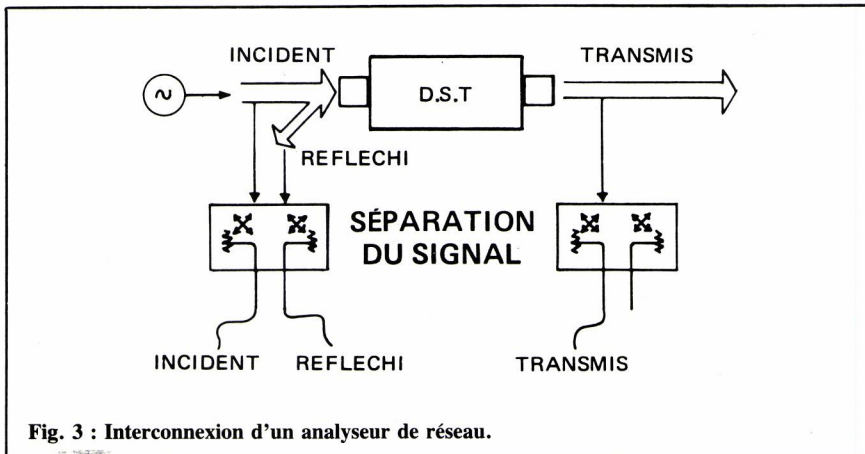 INCIDENT
TRANSMIS
~
D.S.T
REFLECHI
SÉPARATION
DU SIGNAL
INCIDENT
REFLECHI
TRANSMIS
Fig. 3 : Interconnexion d'un analyseur de réseau.